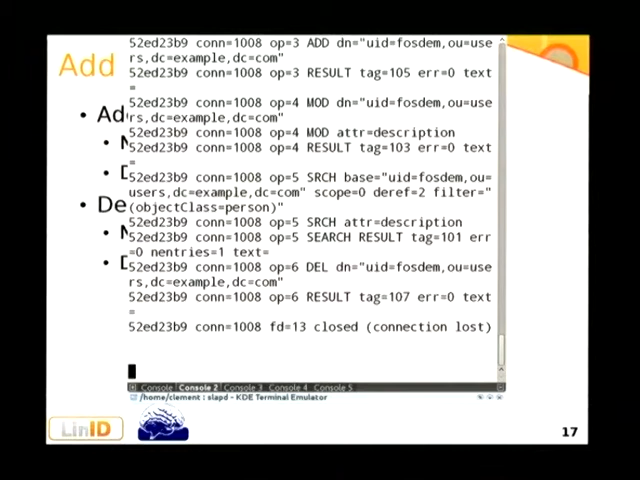 Add
• Ad
•
•
• De
•
•
52ed23b9 conn=1008 op=3 ADD dn="uid=fosdem,ou=use
rs,dc=example,dc=com"
52ed23b9 conn=1008 op=3 RESULT tag=105 err=0 text
=
52ed23b9 conn=1008 op=4 MOD dn="uid=fosdem,ou=use
rs,dc=example,dc=com"
52ed23b9 conn=1008 op=4 MOD attr=description
52ed23b9 conn=1008 op=4 RESULT tag=103 err=0 text
=
52ed23b9 conn=1008 op=5 SRCH base="uid=fosdem,ou=
users,dc=example,dc=com" scope=0 deref=2 filter="
(objectClass=person)"
52ed23b9 conn=1008 op=5 SRCH attr=description
52ed23b9 conn=1008 op=5 SEARCH RESULT tag=101 err
=0 nentries=1 text=
52ed23b9 conn=1008 op=6 DEL dn="uid=fosdem,ou=use
rs,dc=example,dc=com"
52ed23b9 conn=1008 op=6 RESULT tag=107 err=0 text
=
52ed23b9 conn=1008 fd=13 closed (connection lost)
Console Console 2 Console 3 Console 4 Console 5
/home/clement : slapd - KDE Terminal Emulator
LinID
17